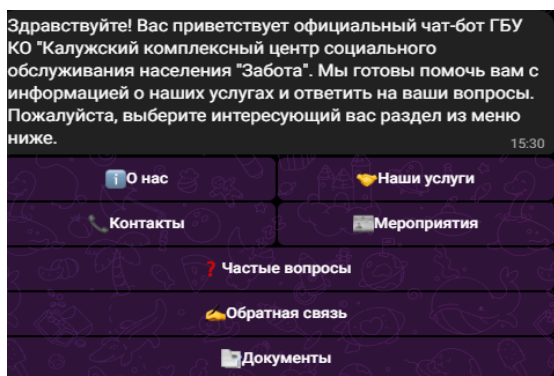 Здравствуйте! Вас приветствует официальный чат-бот ГБУ
КО "Калужский комплексный центр социального
обслуживания населения "Забота". Мы готовы помочь вам с
информацией о наших услугах и ответить на ваши вопросы.
Пожалуйста, выберите интересующий вас раздел из меню
ниже.
15:30
ℹ️О нас
🤝Наши услуги
📞Контакты
📰Мероприятия
❓Частые вопросы
✍️Обратная связь
📄Документы